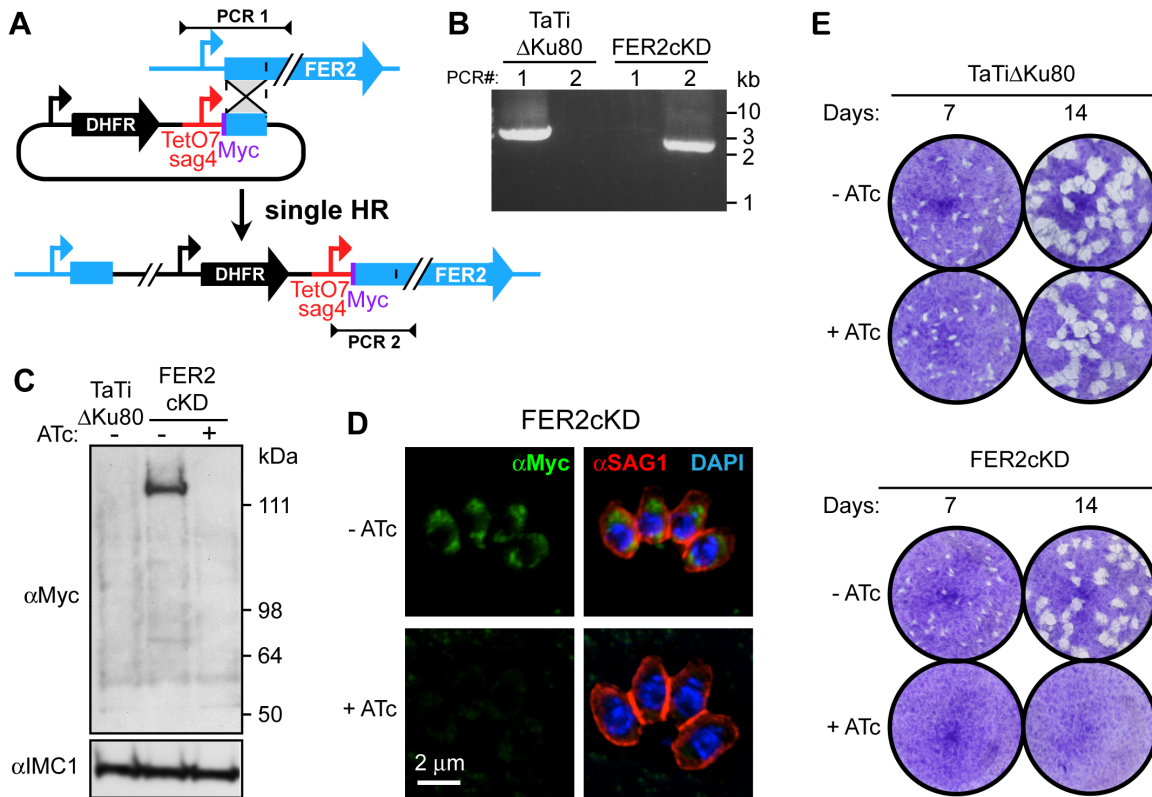 A
PCR 1
FER2
DHFR
TetO7
sag4
Myc
single HR
DHFR
FER2
TetO7
sag4
Myc
PCR 2
B
TaTi
ΔKu80
FER2cKD
PCR#:
1
2
1
2
kb
10
3
2
1
C
TaTi
ΔKu80
FER2
cKD
ATc:
-
-
+
kDa
111
98
64
50
αMyc
αIMC1
D
FER2cKD
αMyc
αSAG1
DAPI
- ATc
+ ATc
2 μm
E
TaTiΔKu80
Days:
7
14
- ATc
+ ATc
FER2cKD
Days:
7
14
- ATc
+ ATc